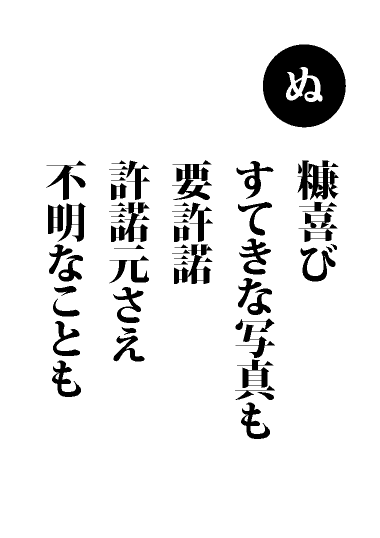 ぬ
糠喜び
すてきな写真も
要許諾
許諾元さえ
不明なことも